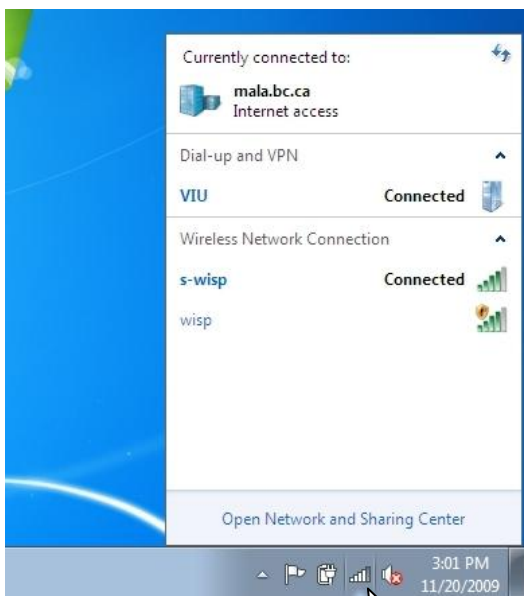 Currently connected to:
mala.bc.ca
Internet access
Dial-up and VPN
VIU Connected
Wireless Network Connection
s-wisp Connected
wisp
Open Network and Sharing Center
3:01 PM
11/20/2009